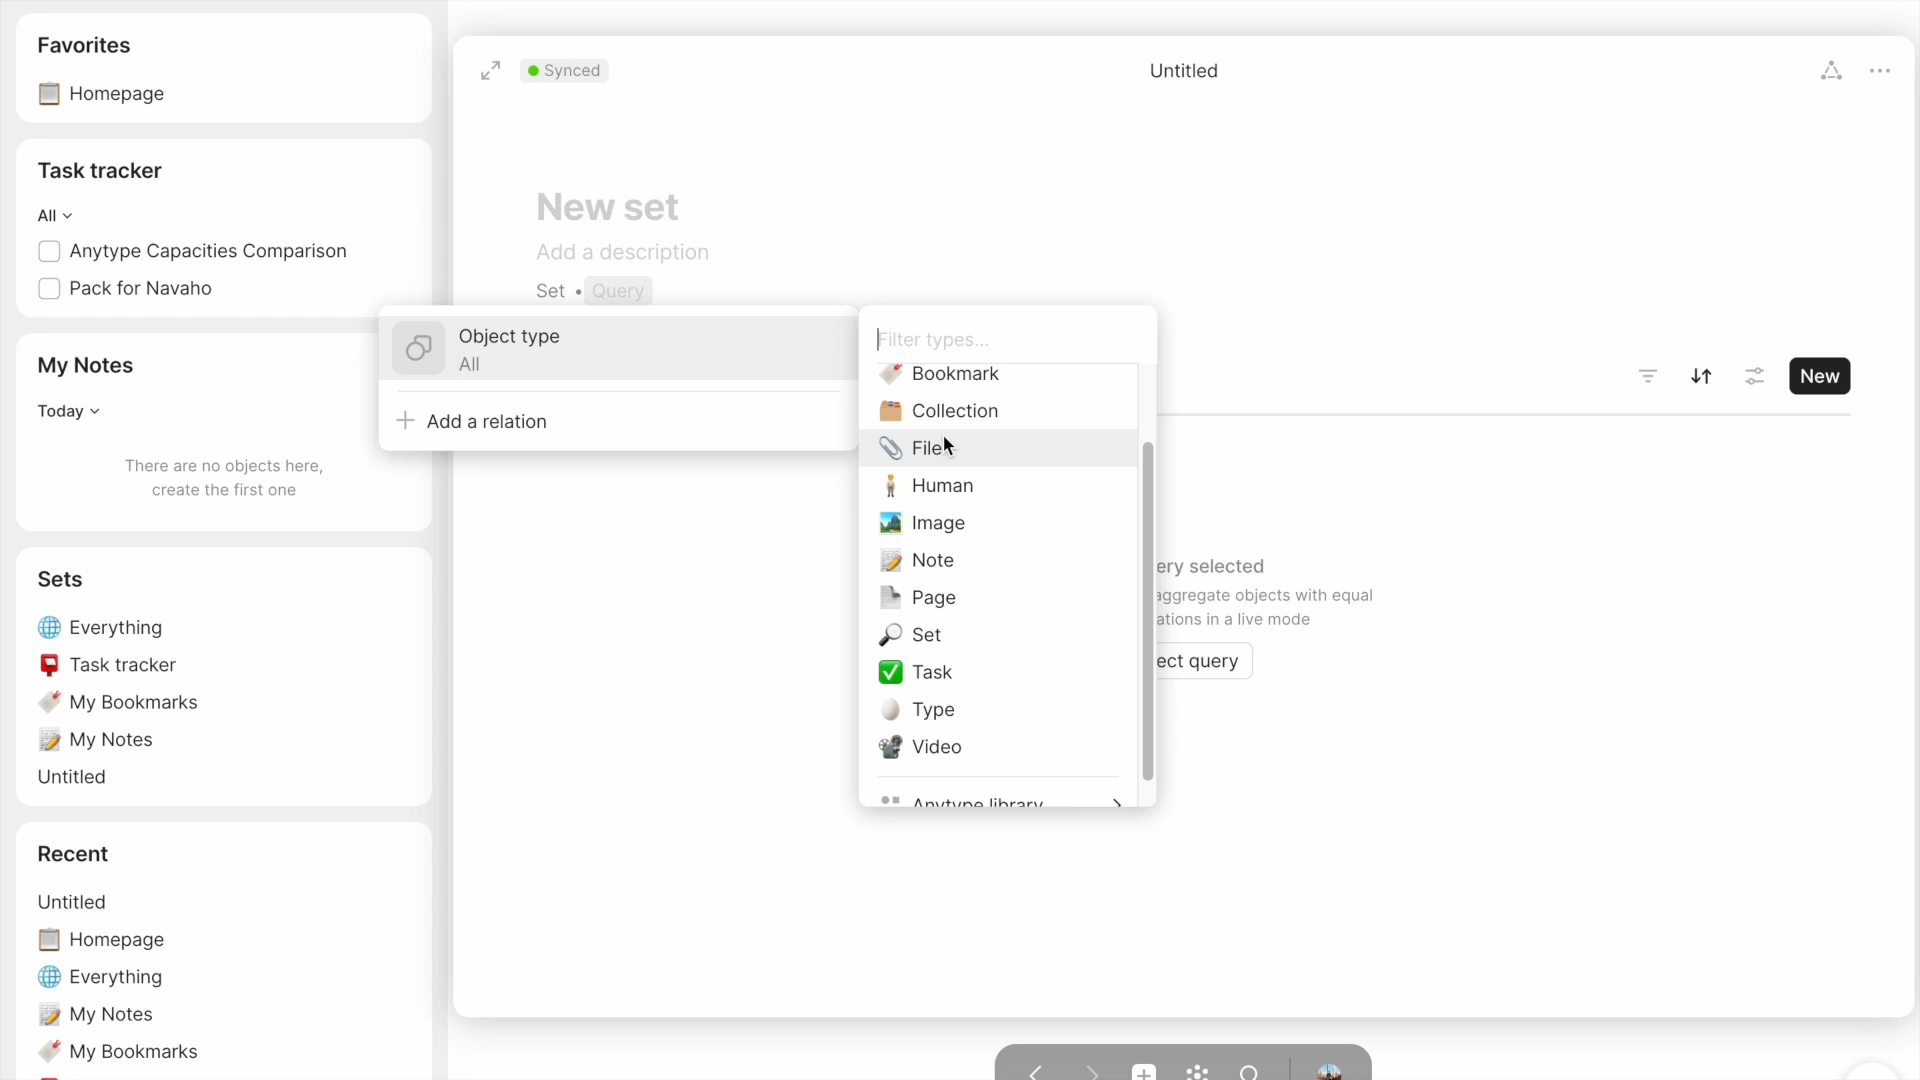 Favorites
Homepage
Task tracker
All
Anytype Capacities Comparison
Pack for Navaho
My Notes
Today
There are no objects here,
create the first one
Sets
Everything
Task tracker
My Bookmarks
My Notes
Untitled
Recent
Untitled
Homepage
Everything
My Notes
My Bookmarks
Synced
Untitled
New set
Add a description
Set • Query
Object type
All
Add a relation
Filter types...
Bookmark
Collection
File
Human
Image
Note
Page
Set
Task
Type
Video
Anytype library
New
ery selected
aggregate objects with equal
ations in a live mode
ect query